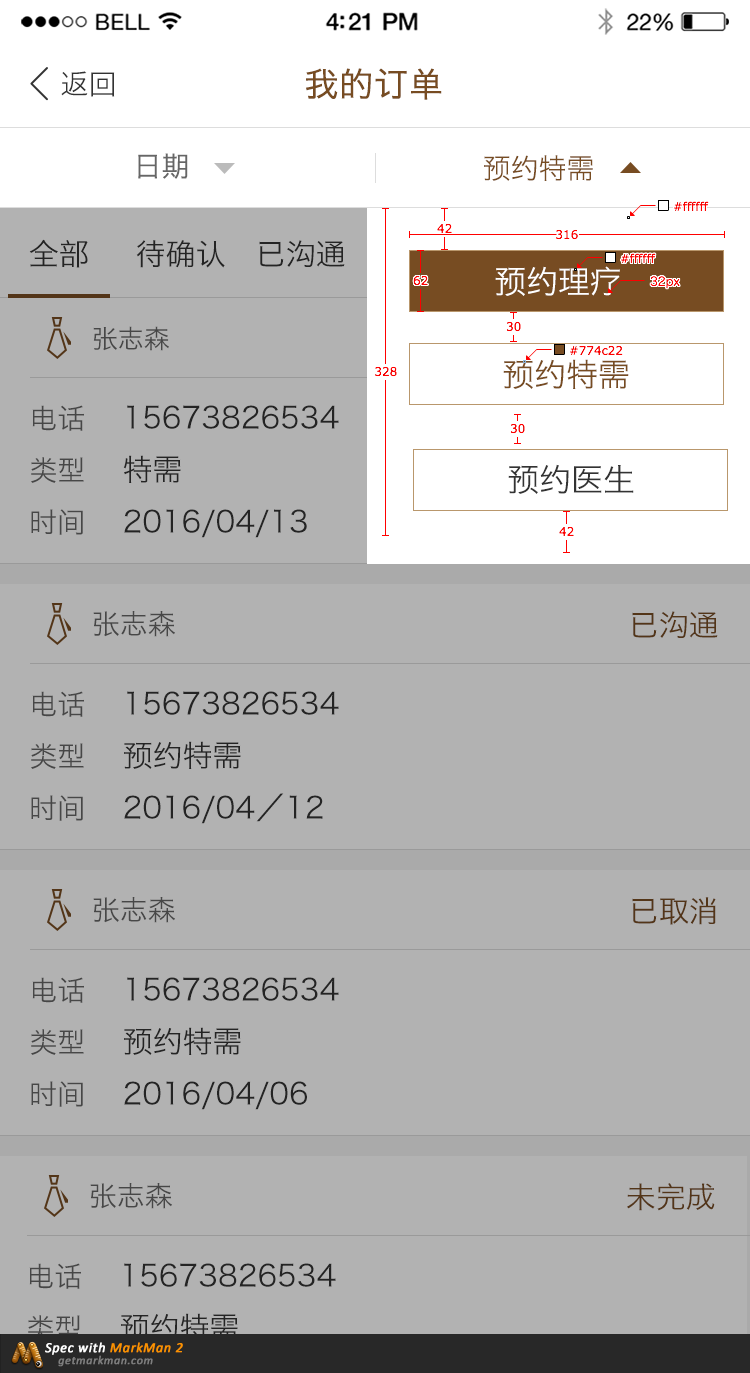 BELL 4:21 PM 22%
返回 我的订单
日期 预约特需
#ffffff
42
316
全部 待确认 已沟通
#ffffff
62 预约理疗 32px
30
张志森
#774c22
328 预约特需
电话 15673826534
30
类型 特需
预约医生
时间 2016/04/13
42
张志森 已沟通
电话 15673826534
类型 预约特需
时间 2016/04／12
张志森 已取消
电话 15673826534
类型 预约特需
时间 2016/04/06
张志森 未完成
电话 15673826534
类型 预约特需
Spec with MarkMan 2
getmarkman.com